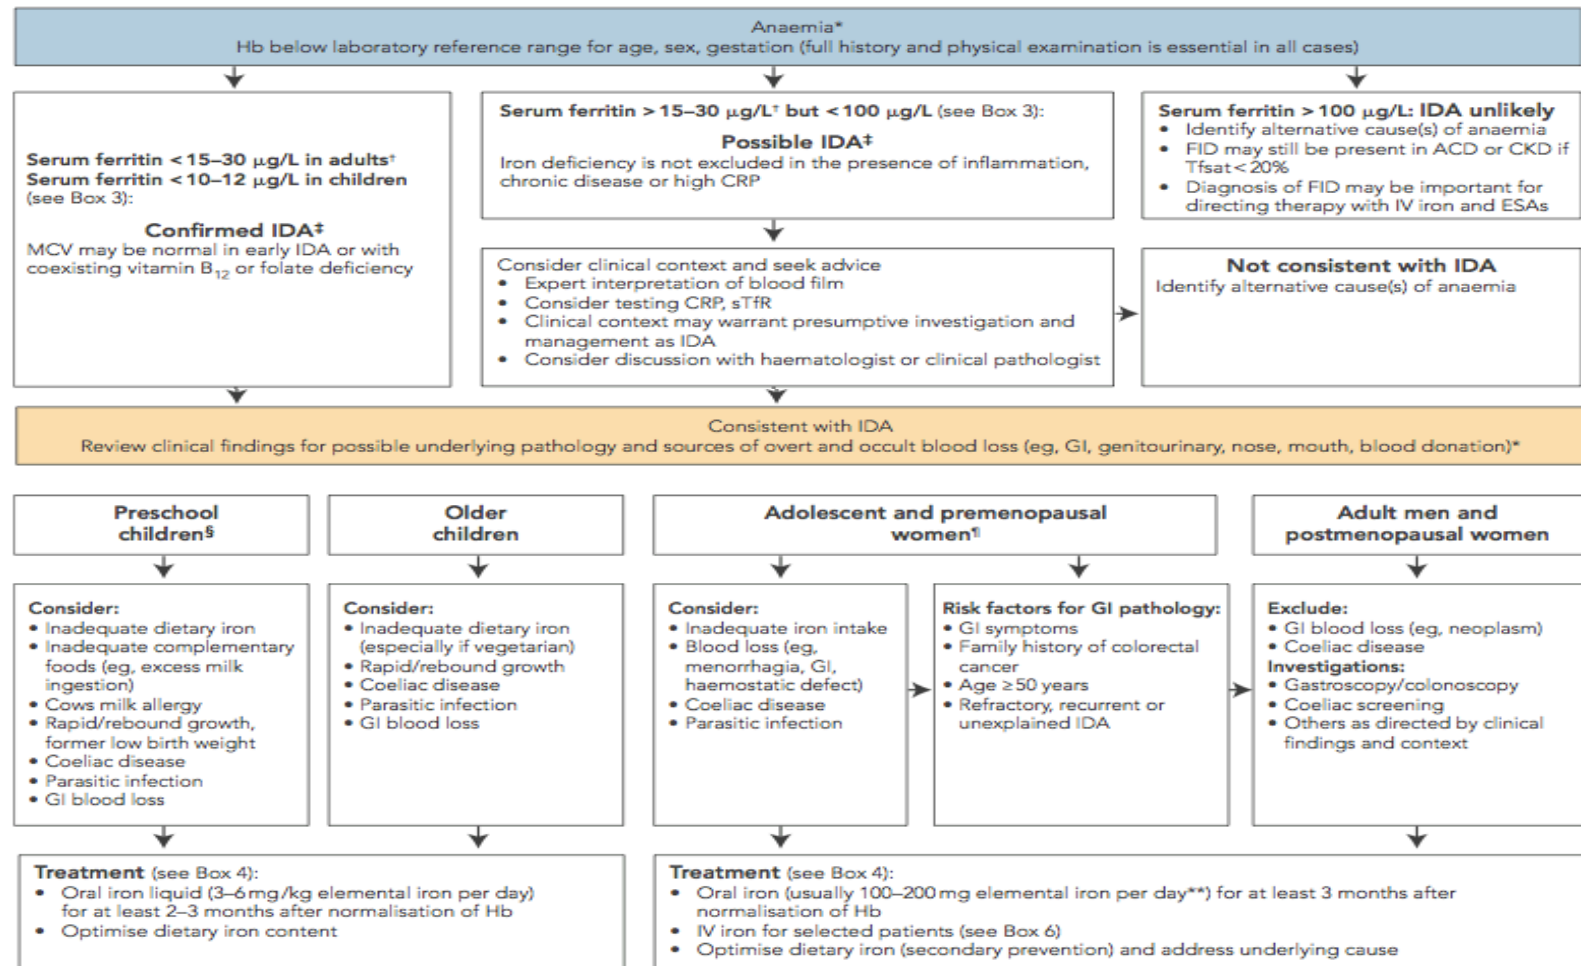 Anaemia*
Hb below laboratory reference range for age, sex, gestation (full history and physical examination is essential in all cases)
Serum ferritin <15–30 μg/L in adults†
Serum ferritin <10–12 μg/L in children
(see Box 3):
Confirmed IDA‡
MCV may be normal in early IDA or with
coexisting vitamin B12 or folate deficiency
Serum ferritin >15–30 μg/L† but <100 μg/L (see Box 3):
Possible IDA‡
Iron deficiency is not excluded in the presence of inflammation,
chronic disease or high CRP
Serum ferritin >100 μg/L: IDA unlikely
• Identify alternative cause(s) of anaemia
• FID may still be present in ACD or CKD if
Tfsat<20%
• Diagnosis of FID may be important for
directing therapy with IV iron and ESAs
Consider clinical context and seek advice
• Expert interpretation of blood film
• Consider testing CRP, sTfR
• Clinical context may warrant presumptive investigation and
management as IDA
• Consider discussion with haematologist or clinical pathologist
Not consistent with IDA
Identify alternative cause(s) of anaemia
Consistent with IDA
Review clinical findings for possible underlying pathology and sources of overt and occult blood loss (eg, GI, genitourinary, nose, mouth, blood donation)*
Preschool
children§
Older
children
Adolescent and premenopausal
women¶
Adult men and
postmenopausal women
Consider:
• Inadequate dietary iron
• Inadequate complementary
foods (eg, excess milk
ingestion)
• Cows milk allergy
• Rapid/rebound growth,
former low birth weight
• Coeliac disease
• Parasitic infection
• GI blood loss
Consider:
• Inadequate dietary iron
(especially if vegetarian)
• Rapid/rebound growth
• Coeliac disease
• Parasitic infection
• GI blood loss
Consider:
• Inadequate iron intake
• Blood loss (eg,
menorrhagia, GI,
haemostatic defect)
• Coeliac disease
• Parasitic infection
Risk factors for GI pathology:
• GI symptoms
• Family history of colorectal
cancer
• Age ≥50 years
• Refractory, recurrent or
unexplained IDA
Exclude:
• GI blood loss (eg, neoplasm)
• Coeliac disease
Investigations:
• Gastroscopy/colonoscopy
• Coeliac screening
• Others as directed by clinical
findings and context
Treatment (see Box 4):
• Oral iron liquid (3–6mg/kg elemental iron per day)
for at least 2–3 months after normalisation of Hb
• Optimise dietary iron content
Treatment (see Box 4):
• Oral iron (usually 100–200mg elemental iron per day**) for at least 3 months after
normalisation of Hb
• IV iron for selected patients (see Box 6)
• Optimise dietary iron (secondary prevention) and address underlying cause